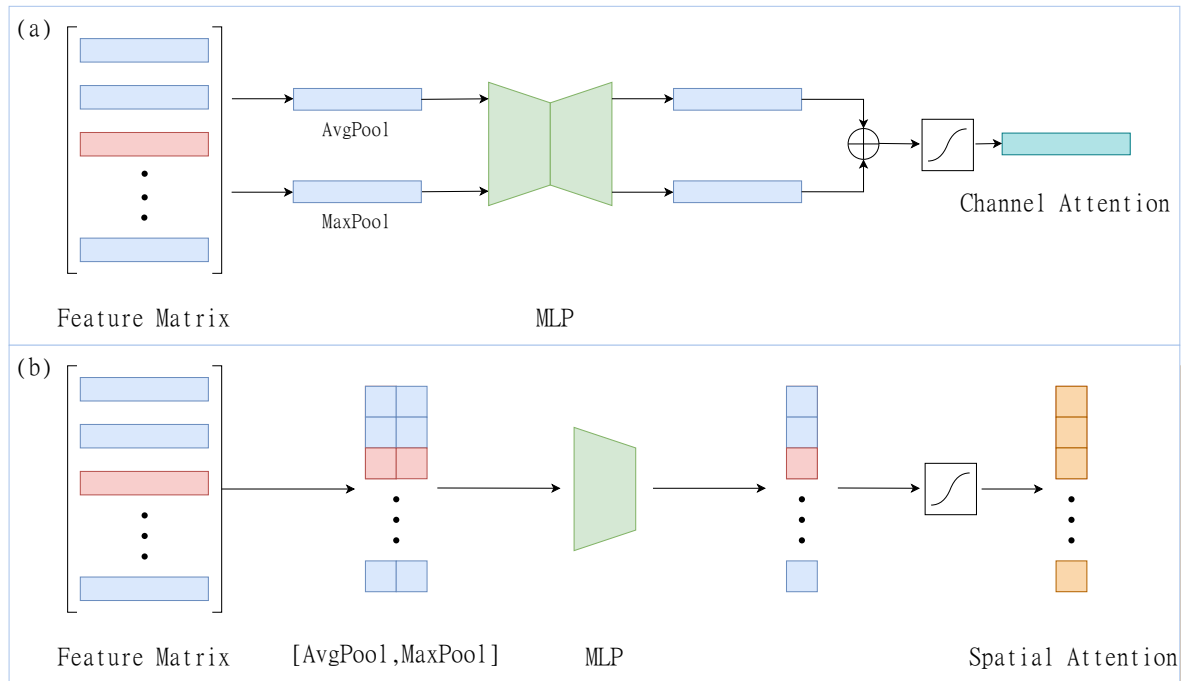 (a)
AvgPool
MaxPool
Channel Attention
Feature Matrix
MLP
(b)
Feature Matrix
[AvgPool,MaxPool]
MLP
Spatial Attention